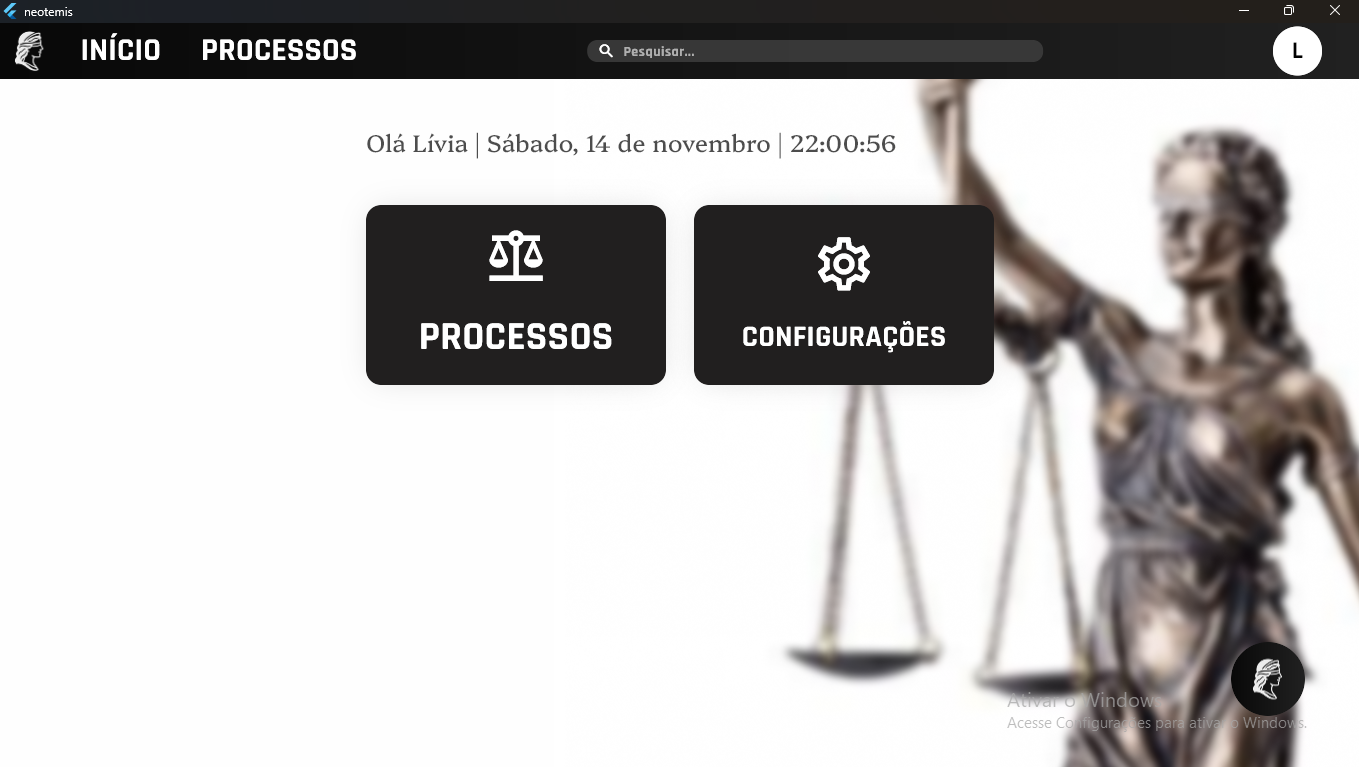 neotemis
INÍCIO PROCESSOS Pesquisar... L
Olá Lívia | Sábado, 14 de novembro | 22:00:56
PROCESSOS
CONFIGURAÇÕES
Ativar o Windows
Acesse Configurações para ativar o Windows.